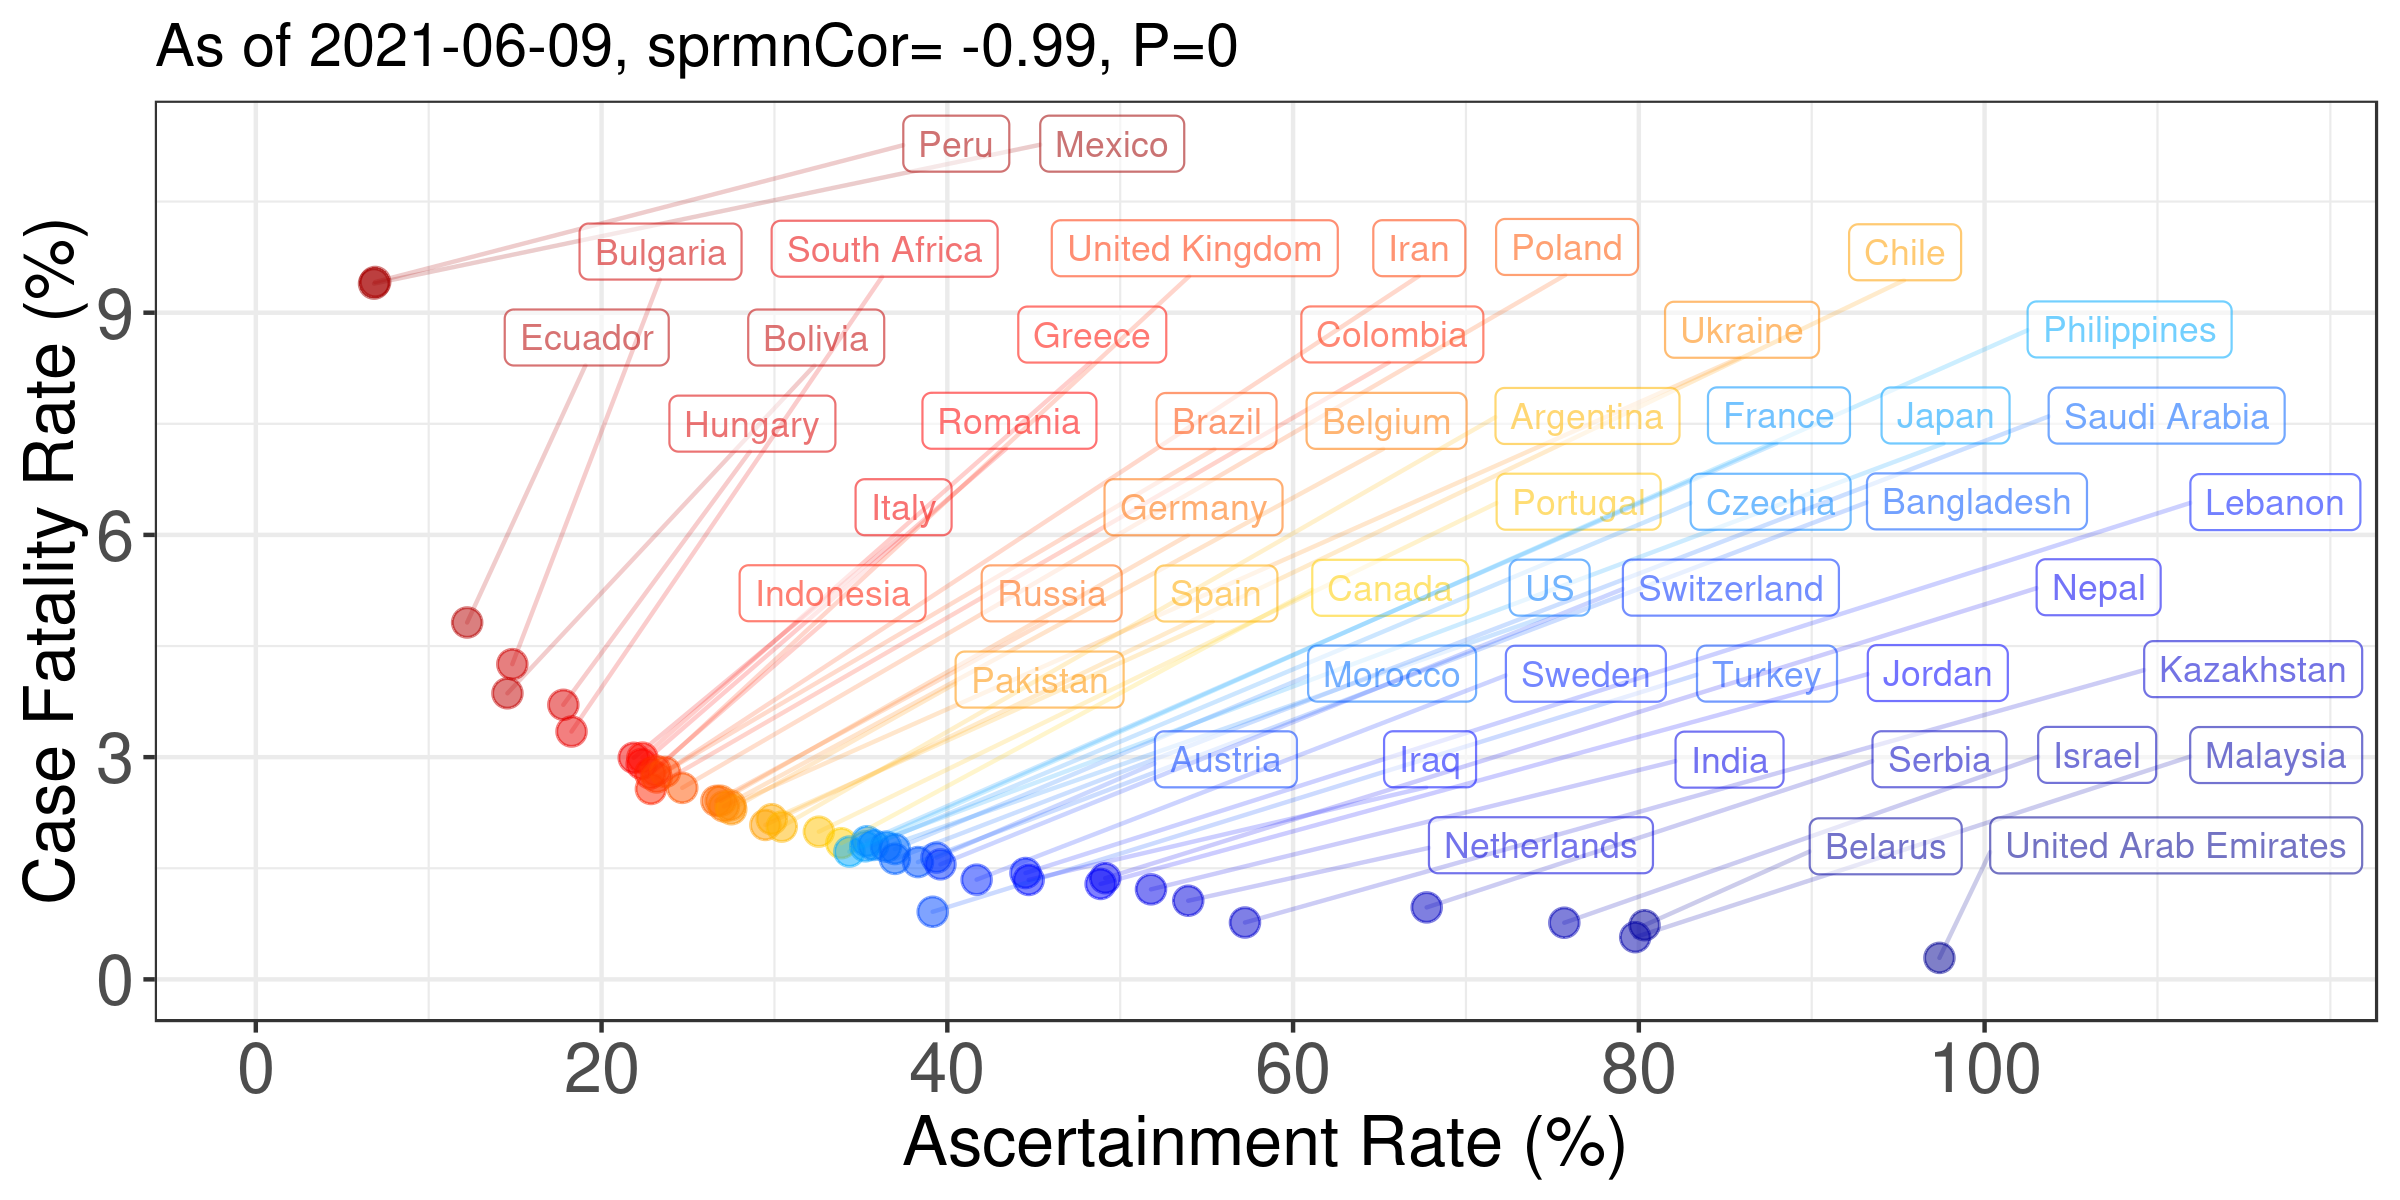 As of 2021-06-09, sprmnCor= -0.99, P=0
Case Fatality Rate (%)
9
6
3
0
Peru
Mexico
Bulgaria
South Africa
United Kingdom
Iran
Poland
Chile
Ecuador
Bolivia
Greece
Colombia
Ukraine
Philippines
Hungary
Romania
Brazil
Belgium
Argentina
France
Japan
Saudi Arabia
Italy
Germany
Portugal
Czechia
Bangladesh
Lebanon
Indonesia
Russia
Spain
Canada
US
Switzerland
Nepal
Pakistan
Morocco
Sweden
Turkey
Jordan
Kazakhstan
Austria
Iraq
India
Serbia
Israel
Malaysia
Netherlands
Belarus
United Arab Emirates
0
20
40
60
80
100
Ascertainment Rate (%)